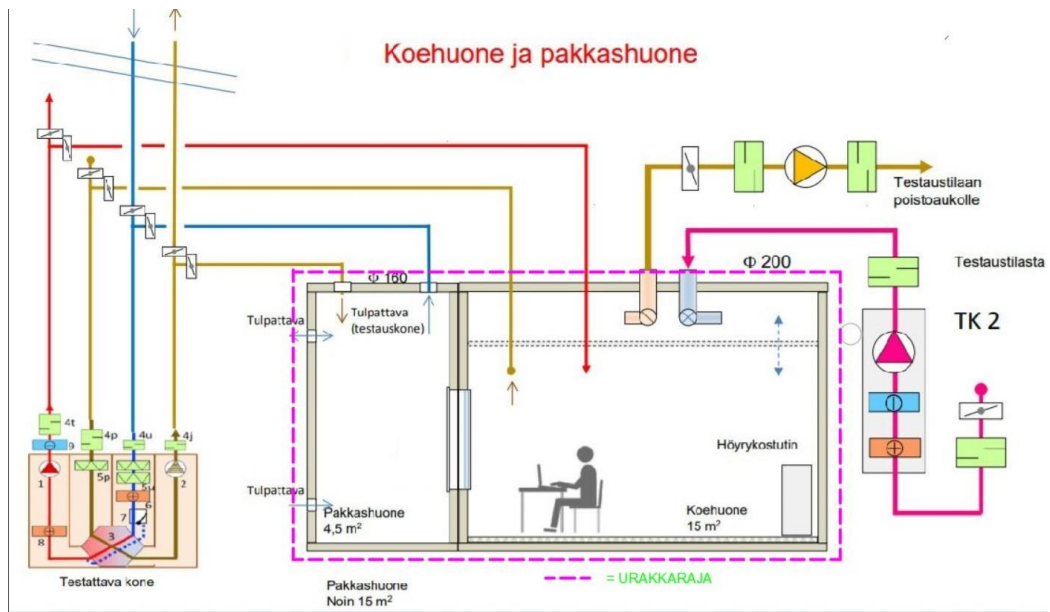 Koehuone ja pakkashuone
Testaustilaan
poistoaukolle
Φ 160
Φ 200
Testaustilasta
TK 2
Tulpattava
Tulpattava
(testauskone)
4t
9
4p
4u
4j
1
5p
5u
2
6
7
8
3
Höyrykostutin
Tulpattava
Pakkashuone
4,5 m²
Koehuone
15 m²
Testattava kone
Pakkashuone
Noin 15 m²
= URAKKARAJA